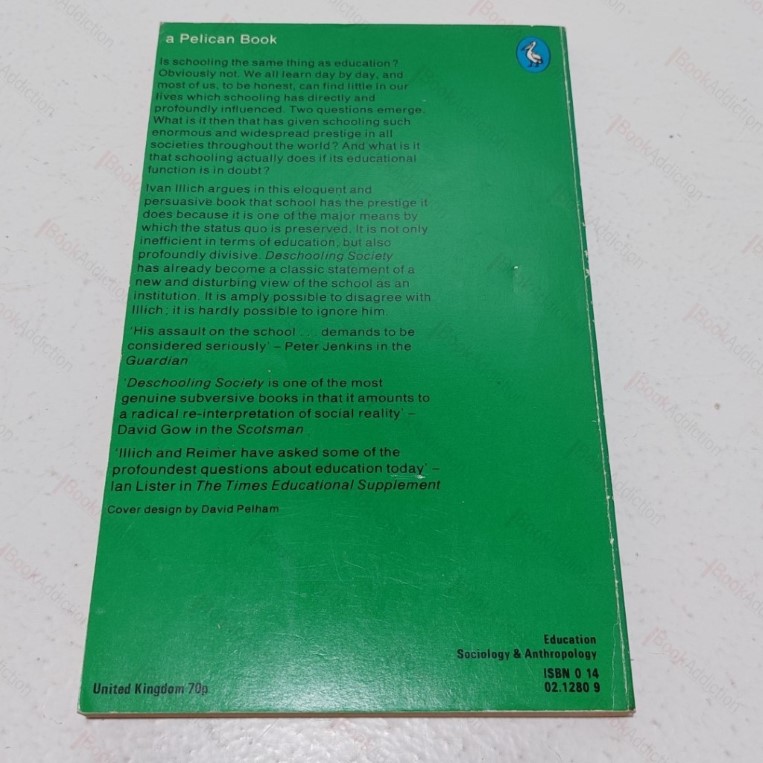 a Pelican Book
Is schooling the same thing as education?
Obviously not. We all learn day by day, and
most of us, to be honest, can find little in our
lives which schooling has directly and
profoundly influenced. Two questions emerge.
What is it then that has given schooling such
enormous and widespread prestige in all
societies throughout the world? And what is it
that schooling actually does if its educational
function is in doubt?
Ivan Illich argues in this eloquent and
persuasive book that school has the prestige it
does because it is one of the major means by
which the status quo is preserved. It is not only
inefficient in terms of education, but also
profoundly divisive. Deschooling Society
has already become a classic statement of a
new and disturbing view of the school as an
institution. It is amply possible to disagree with
Illich; it is hardly possible to ignore him.
'His assault on the school . . . demands to be
considered seriously' – Peter Jenkins in the
Guardian
'Deschooling Society is one of the most
genuine subversive books in that it amounts to
a radical re-interpretation of social reality' –
David Gow in the Scotsman
'Illich and Reimer have asked some of the
profoundest questions about education today' –
Ian Lister in The Times Educational Supplement
Cover design by David Pelham
Education
Sociology & Anthropology
ISBN 0 14
02.1280 9
United Kingdom 70p
BookAddiction